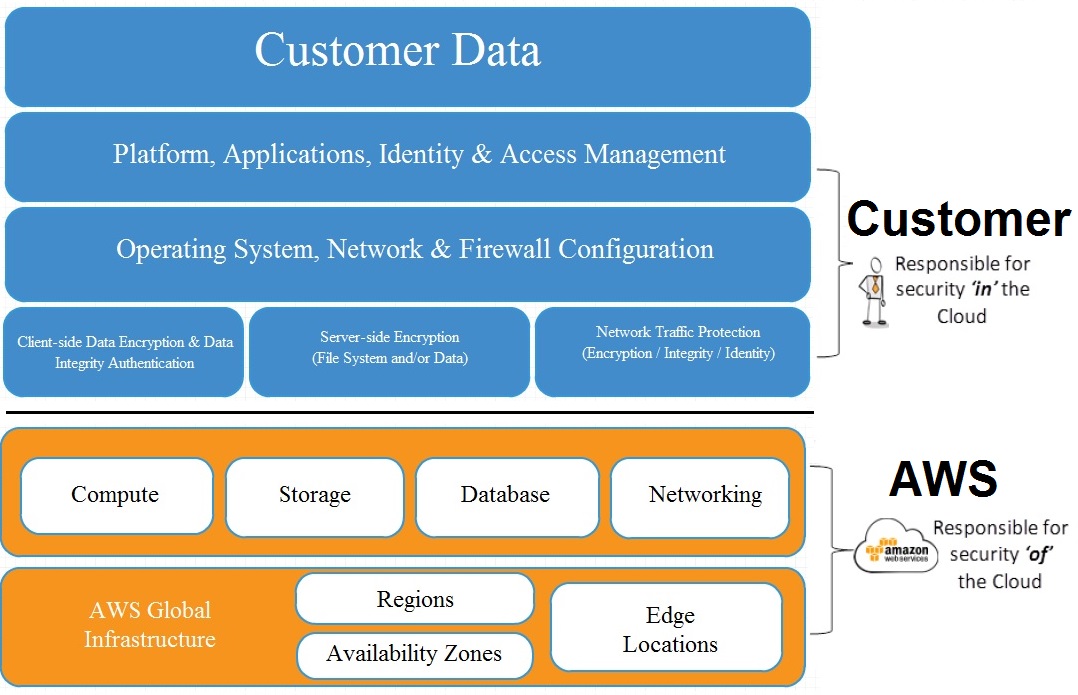 Customer Data
Platform, Applications, Identity & Access Management
Operating System, Network & Firewall Configuration
Client-side Data Encryption & Data
Integrity Authentication
Server-side Encryption
(File System and/or Data)
Network Traffic Protection
(Encryption / Integrity / Identity)
Customer
Responsible for
security ‘in’ the
Cloud
Compute
Storage
Database
Networking
AWS Global
Infrastructure
Regions
Availability Zones
Edge
Locations
AWS
amazon
webservices
Responsible for
security ‘of’
the Cloud